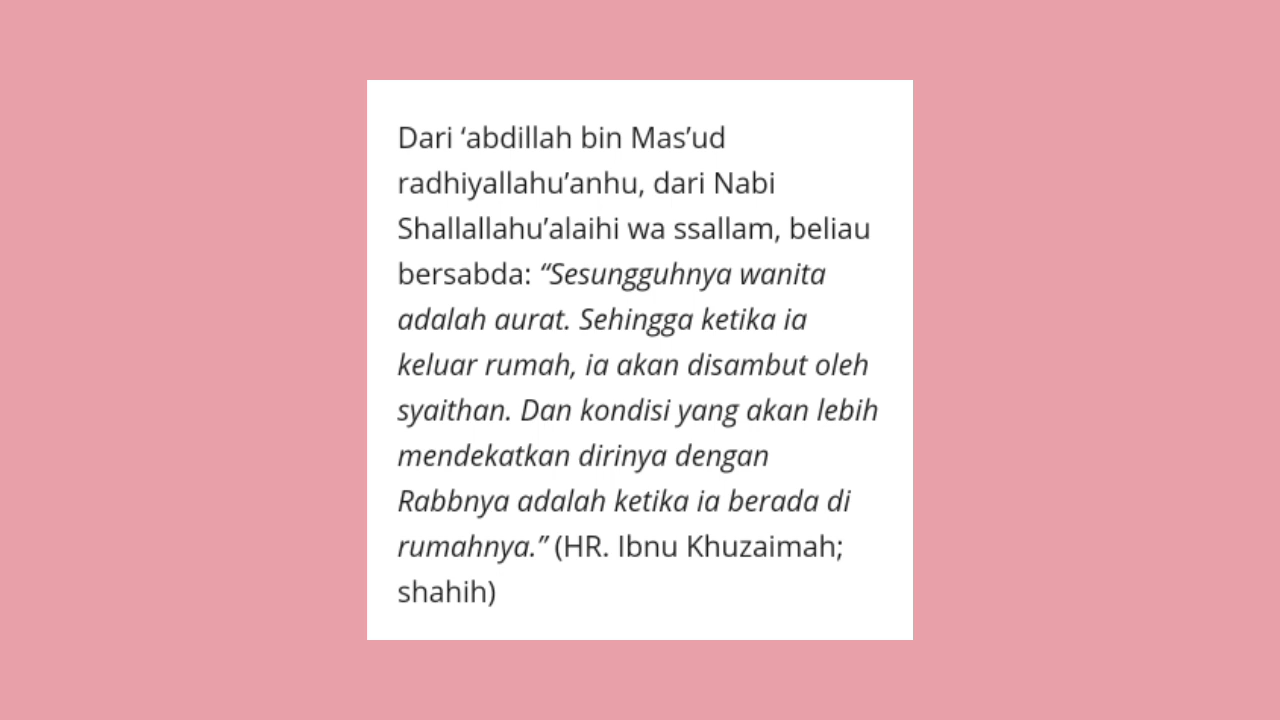 Dari ‘abdillah bin Mas’ud
radhiyallahu’anhu, dari Nabi
Shallallahu’alaihi wa ssallam, beliau
bersabda: “Sesungguhnya wanita
adalah aurat. Sehingga ketika ia
keluar rumah, ia akan disambut oleh
syaithan. Dan kondisi yang akan lebih
mendekatkan dirinya dengan
Rabbnya adalah ketika ia berada di
rumahnya.” (HR. Ibnu Khuzaimah;
shahih)